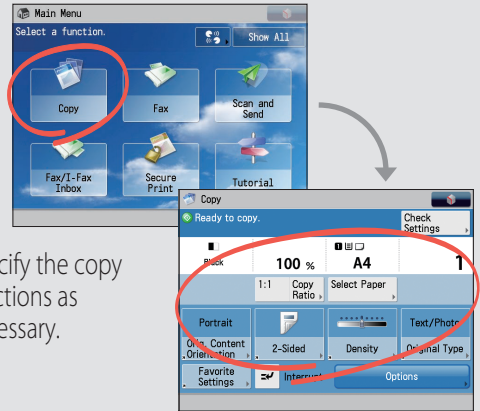 Main Menu
Select a function.
Show All
Copy
Fax
Scan and
Send
Fax/I-Fax
Inbox
Secure
Print
Tutorial
Copy
Ready to copy.
Check
Settings
Black
100 %
A4
1
1:1 Copy
Ratio
Select Paper
Portrait
Orig. Content
Orientation
2-Sided
Density
Text/Photo
Original Type
Favorite
Settings
Interrupt
Options
cify the copy
ctions as
essary.